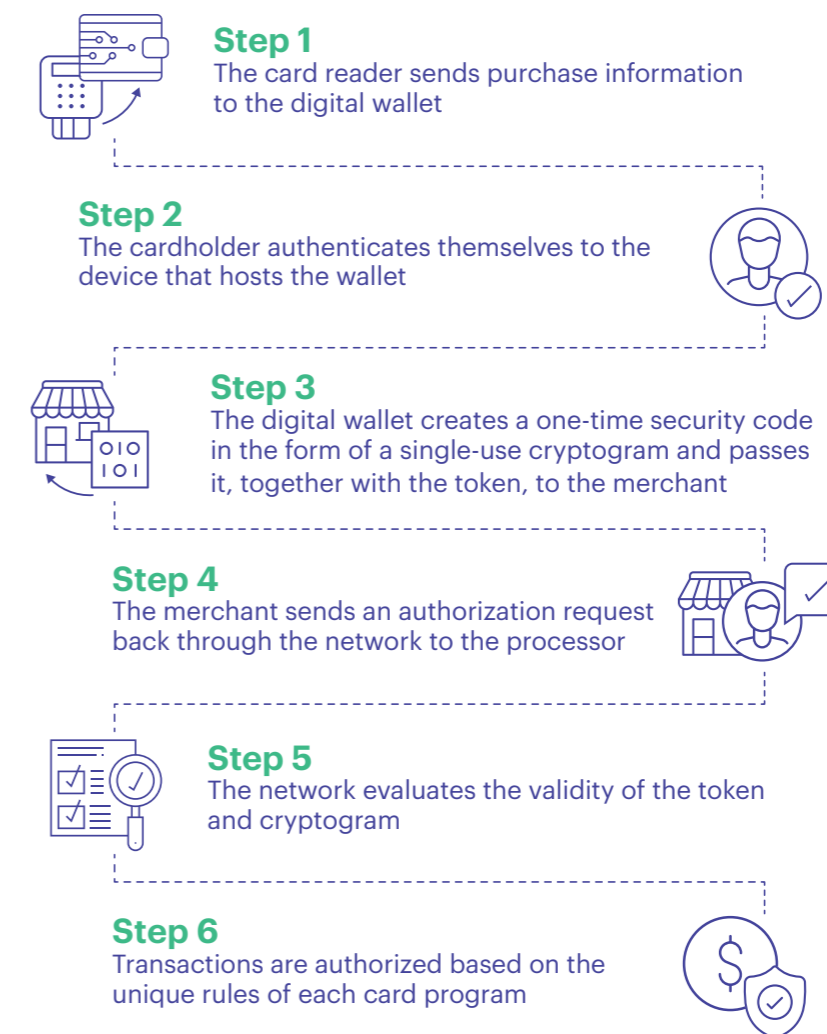 Step 1
The card reader sends purchase information
to the digital wallet
Step 2
The cardholder authenticates themselves to the
device that hosts the wallet
Step 3
The digital wallet creates a one-time security code
in the form of a single-use cryptogram and passes
it, together with the token, to the merchant
010
101
Step 4
The merchant sends an authorization request
back through the network to the processor
Step 5
The network evaluates the validity of the token
and cryptogram
Step 6
Transactions are authorized based on the
unique rules of each card program
$